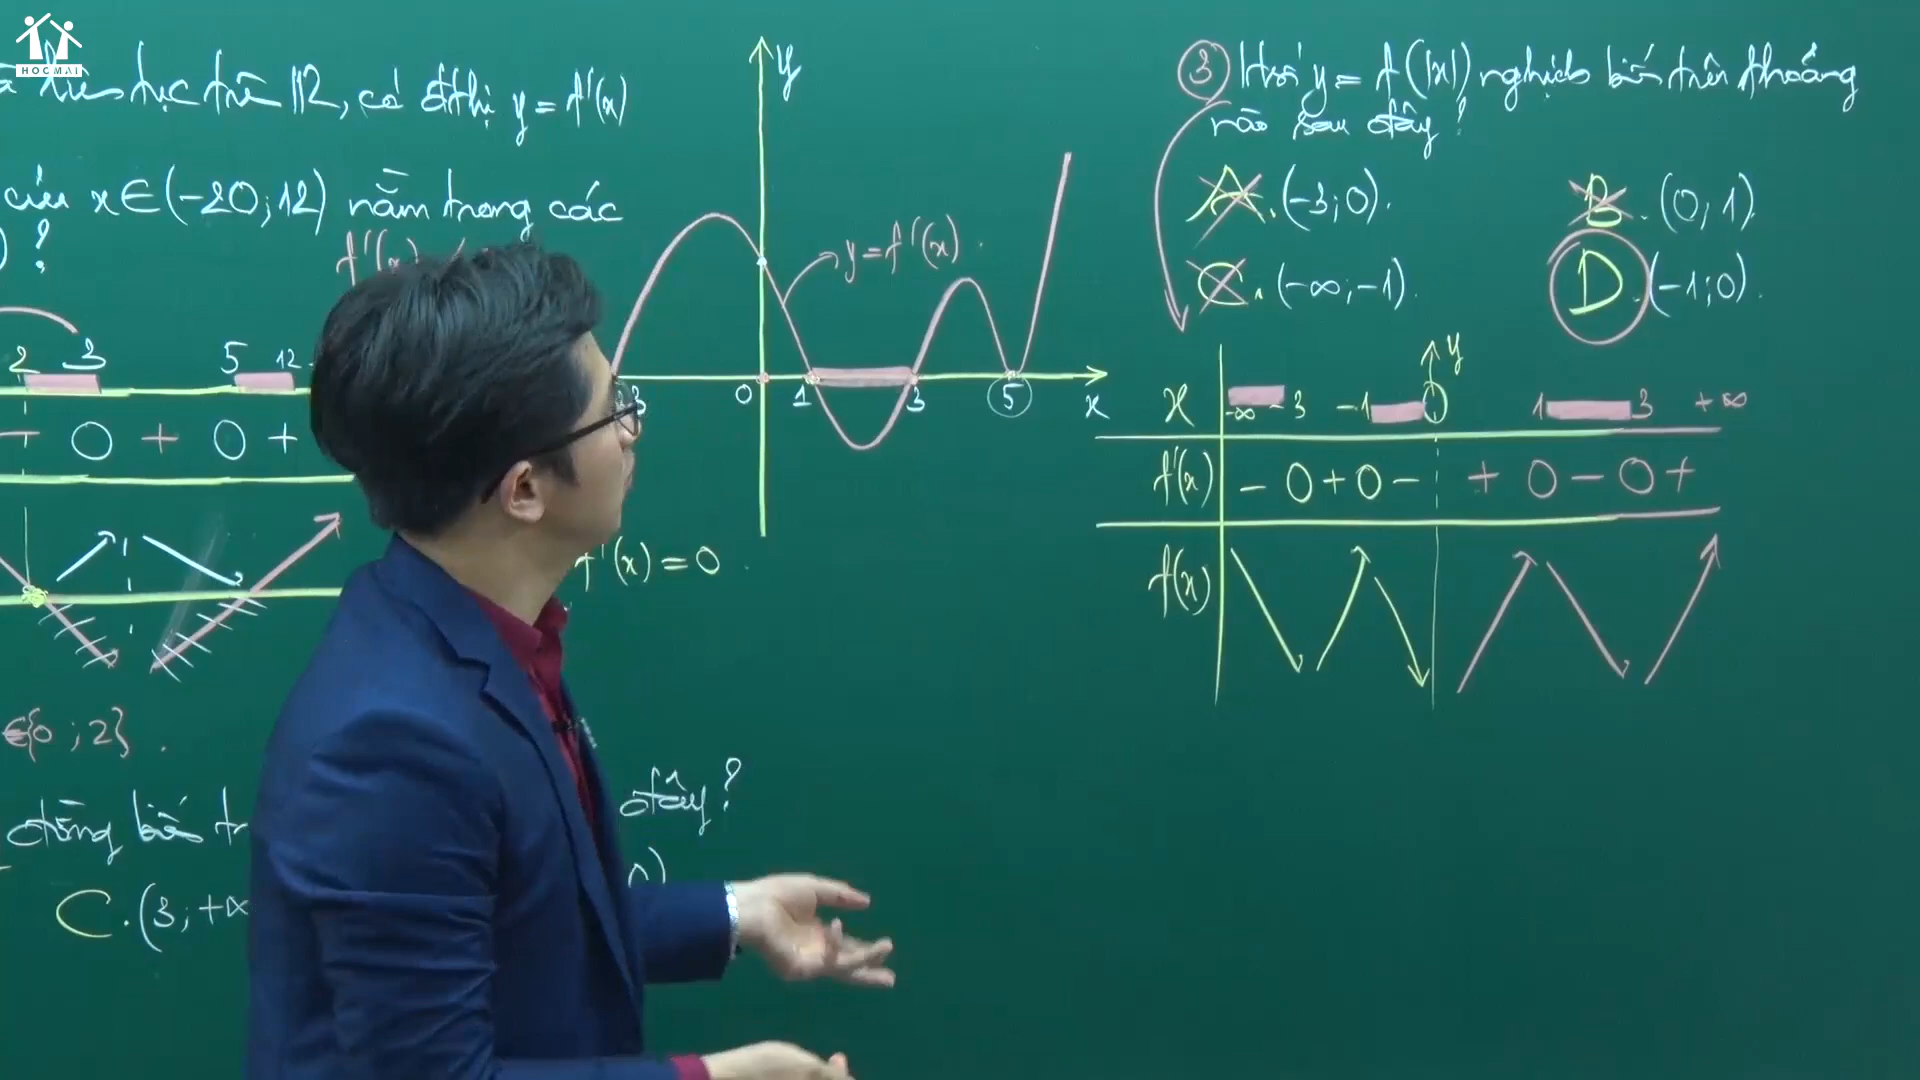 HOCMAI
liên tục trên R, có đthị y = f'(x)
của x ∈ (-20; 12) nằm trong các
) ?
f'(x)
2 3 5 12
+ 0 + 0 +
∈ {0 ; 2}.
đồng biến tr
đây?
C. (3; +∞
f'(x) = 0
y
y = f'(x)
3 0 1 3 5 x
③ Hàm y = f(|x|) nghịch biến trên khoảng
nào sau đây?
A. (-3; 0).
B. (0; 1).
C. (-∞; -1).
D. (-1; 0).
y
x -∞ -3 -1 0 1 3 +∞
f'(x) - 0 + 0 - + 0 - 0 +
f(x)